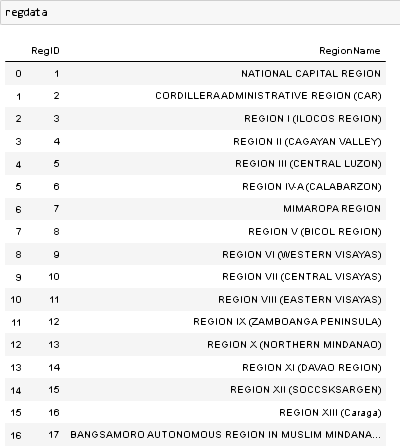 regdata
RegID RegionName
0 1 NATIONAL CAPITAL REGION
1 2 CORDILLERA ADMINISTRATIVE REGION (CAR)
2 3 REGION I (ILOCOS REGION)
3 4 REGION II (CAGAYAN VALLEY)
4 5 REGION III (CENTRAL LUZON)
5 6 REGION IV-A (CALABARZON)
6 7 MIMAROPA REGION
7 8 REGION V (BICOL REGION)
8 9 REGION VI (WESTERN VISAYAS)
9 10 REGION VII (CENTRAL VISAYAS)
10 11 REGION VIII (EASTERN VISAYAS)
11 12 REGION IX (ZAMBOANGA PENINSULA)
12 13 REGION X (NORTHERN MINDANAO)
13 14 REGION XI (DAVAO REGION)
14 15 REGION XII (SOCCSKSARGEN)
15 16 REGION XIII (Caraga)
16 17 BANGSAMORO AUTONOMOUS REGION IN MUSLIM MINDANA...